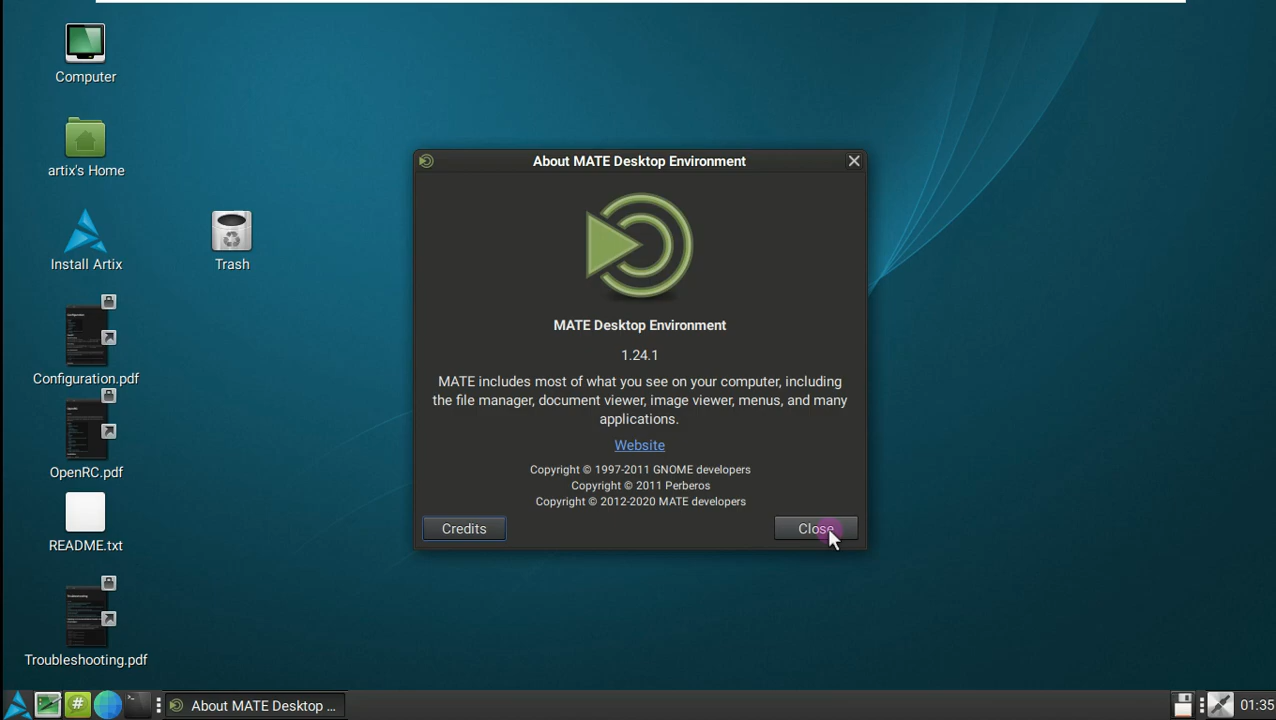 Computer
artix's Home
Install Artix
Trash
Configuration.pdf
OpenRC.pdf
README.txt
Troubleshooting.pdf
About MATE Desktop Environment
MATE Desktop Environment
1.24.1
MATE includes most of what you see on your computer, including
the file manager, document viewer, image viewer, menus, and many
applications.
Website
Copyright © 1997-2011 GNOME developers
Copyright © 2011 Perberos
Copyright © 2012-2020 MATE developers
Credits
Close
About MATE Desktop ...
01:35